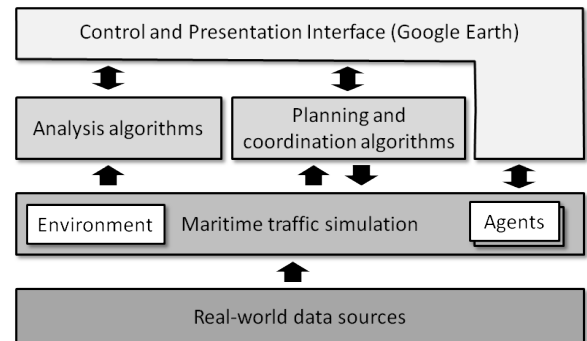 Control and Presentation Interface (Google Earth)
Analysis algorithms
Planning and
coordination algorithms
Environment
Maritime traffic simulation
Agents
Real-world data sources